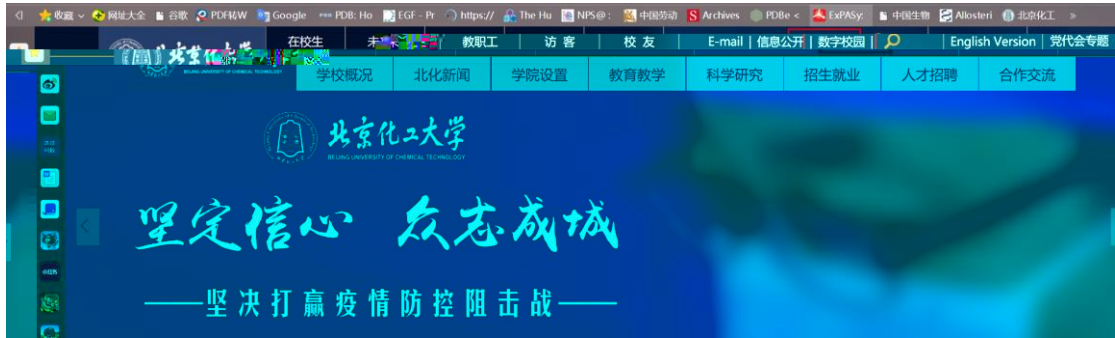 收藏 网址大全 谷歌 PDF转W Google PDB: Ho EGF - Pr https:// The Hu NPS@: 中国劳动 Archives PDBe < ExPASy: 中国生物 Allosteri 北京化工 »
在校生 教职工 访客 校友 E-mail | 信息公开 | 数字校园 | English Version | 党代会专题
学校概况 北化新闻 学院设置 教育教学 科学研究 招生就业 人才招聘 合作交流
北京化工大学
BEIJING UNIVERSITY OF CHEMICAL TECHNOLOGY
坚定信心 众志成城
——坚决打赢疫情防控阻击战——